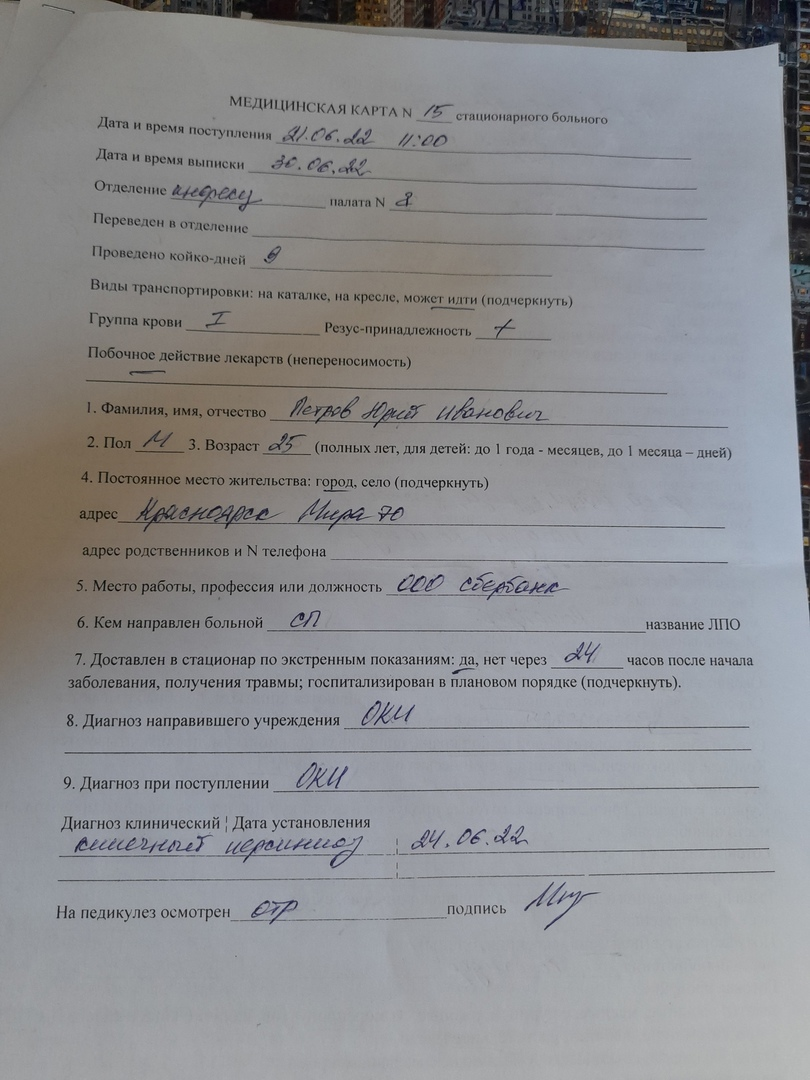 МЕДИЦИНСКАЯ КАРТА N 15 стационарного больного
Дата и время поступления 21.06.22 11:00
Дата и время выписки 30.06.22
Отделение палата N 8
Переведен в отделение
Проведено койко-дней 9
Виды транспортировки: на каталке, на кресле, может идти (подчеркнуть)
Группа крови I Резус-принадлежность +
Побочное действие лекарств (непереносимость)
1. Фамилия, имя, отчество Петров Юрий Иванович
2. Пол М 3. Возраст 25 (полных лет, для детей: до 1 года - месяцев, до 1 месяца – дней)
4. Постоянное место жительства: город, село (подчеркнуть)
адрес Красноярск Мира 70
адрес родственников и N телефона
5. Место работы, профессия или должность ООО сбербанк
6. Кем направлен больной СП название ЛПО
7. Доставлен в стационар по экстренным показаниям: да, нет через 24 часов после начала
заболевания, получения травмы; госпитализирован в плановом порядке (подчеркнуть).
8. Диагноз направившего учреждения ОКИ
9. Диагноз при поступлении ОКИ
Диагноз клинический ¦ Дата установления
кишечный иерсиниоз ¦ 24.06.22
На педикулез осмотрен отр подпись